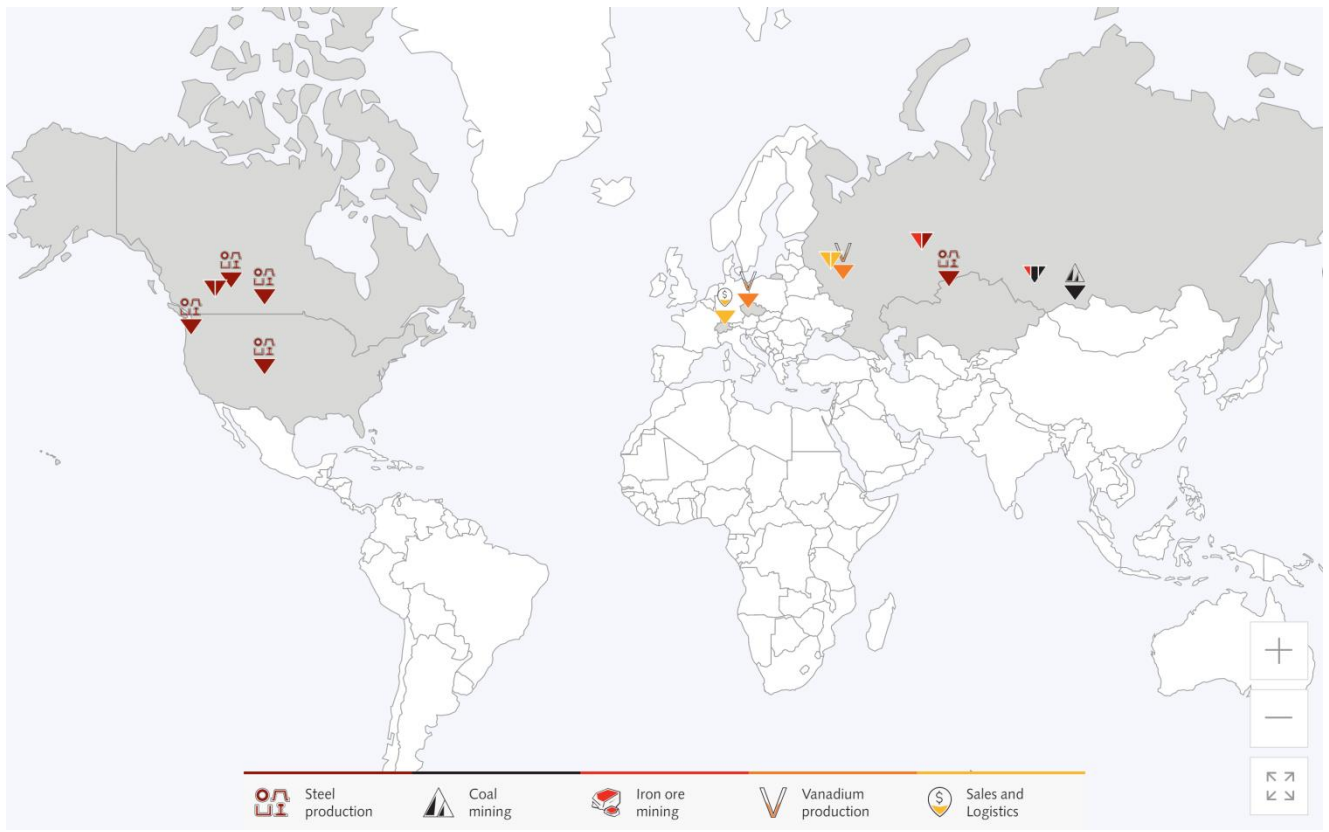 Steel
production
Coal
mining
Iron ore
mining
Vanadium
production
$ Sales and
Logistics